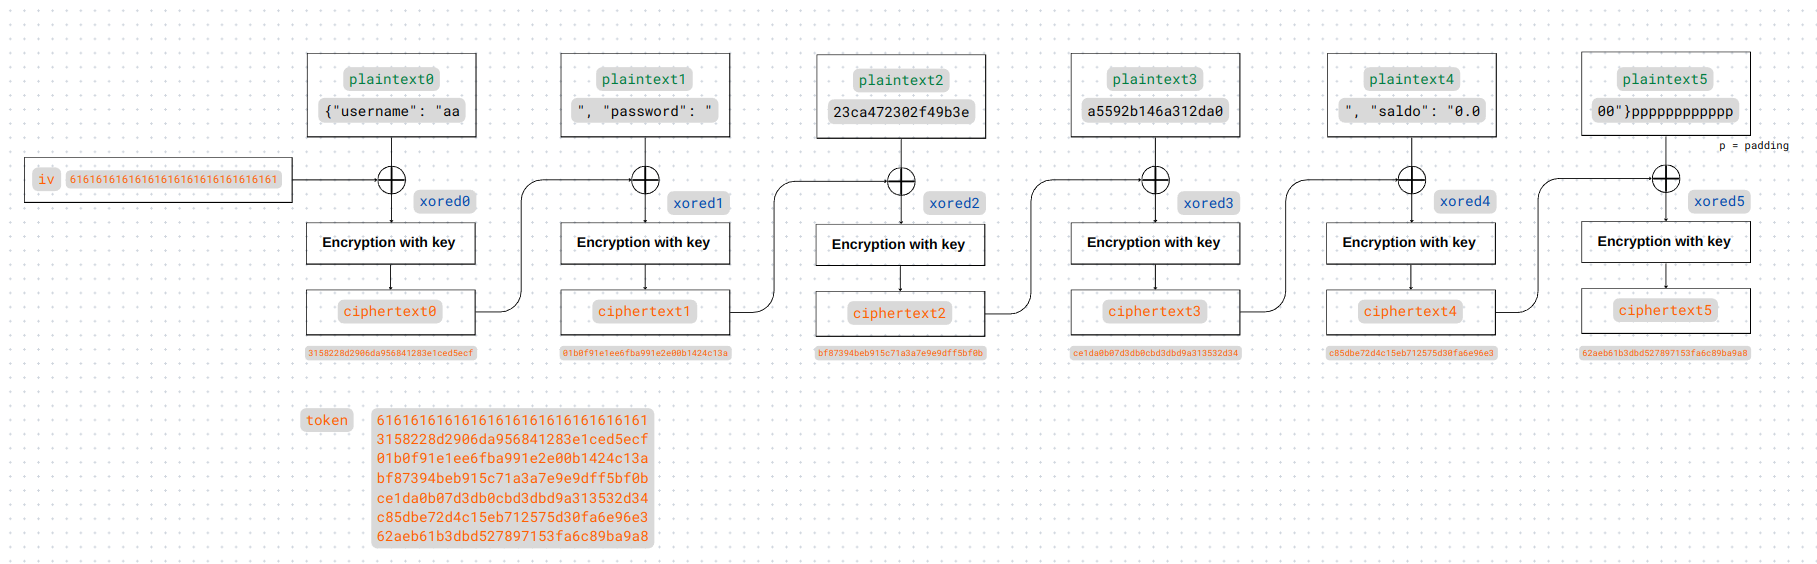 plaintext0
{"username": "aa
plaintext1
", "password": "
plaintext2
23ca472302f49b3e
plaintext3
a5592b146a312da0
plaintext4
", "saldo": "0.0
plaintext5
00"}pppppppppppp
p = padding
iv 61616161616161616161616161616161
xored0
xored1
xored2
xored3
xored4
xored5
Encryption with key
Encryption with key
Encryption with key
Encryption with key
Encryption with key
Encryption with key
ciphertext0
ciphertext1
ciphertext2
ciphertext3
ciphertext4
ciphertext5
3158228d2906da956841283e1ced5ecf
01b0f91e1ee6fba991e2e00b1424c13a
bf87394beb915c71a3a7e9e9dff5bf0b
ce1da0b07d3db0cbd3dbd9a313532d34
c85dbe72d4c15eb712575d30fa6e96e3
62aeb61b3dbd527897153fa6c89ba9a8
token
61616161616161616161616161616161
3158228d2906da956841283e1ced5ecf
01b0f91e1ee6fba991e2e00b1424c13a
bf87394beb915c71a3a7e9e9dff5bf0b
ce1da0b07d3db0cbd3dbd9a313532d34
c85dbe72d4c15eb712575d30fa6e96e3
62aeb61b3dbd527897153fa6c89ba9a8